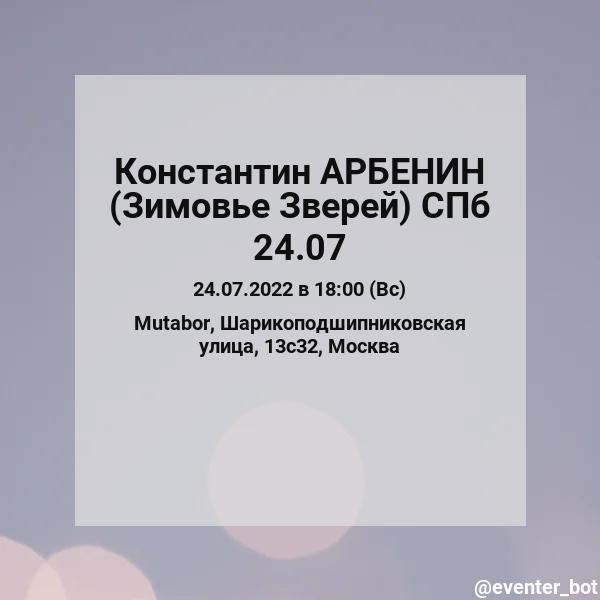 Константин АРБЕНИН
(Зимовье Зверей) СПб
24.07
24.07.2022 в 18:00 (Вс)
Mutabor, Шарикоподшипниковская
улица, 13с32, Москва
@eventer_bot